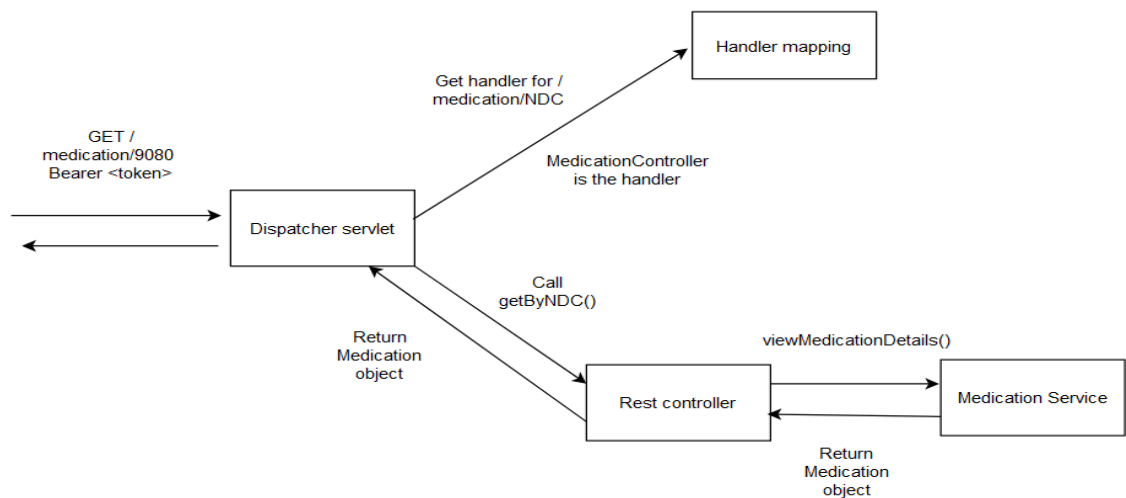 Handler mapping
Get handler for /
medication/NDC
GET /
medication/9080
Bearer <token>
MedicationController
is the handler
Dispatcher servlet
Call
getByNDC()
Return
Medication
object
viewMedicationDetails()
Rest controller
Medication Service
Return
Medication
object